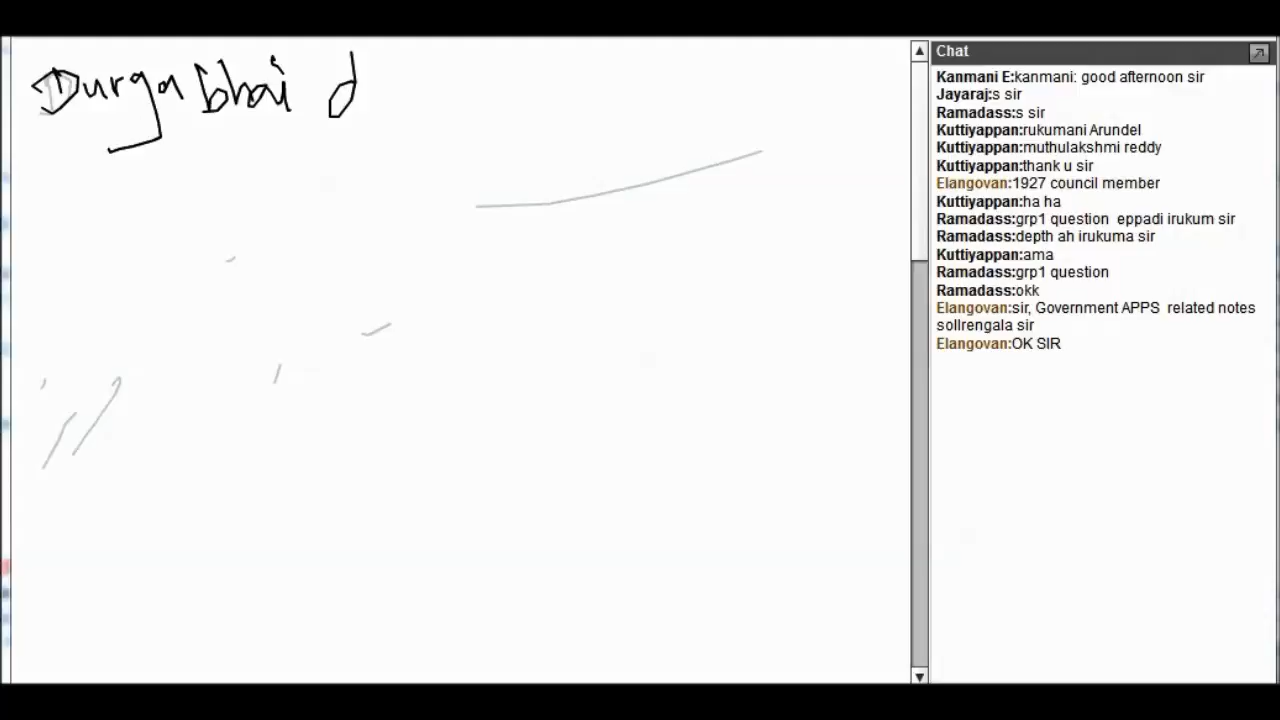 Durgabhai d
Chat
Kanmani E:kanmani: good afternoon sir
Jayaraj:s sir
Ramadass:s sir
Kuttiyappan:rukumani Arundel
Kuttiyappan:muthulakshmi reddy
Kuttiyappan:thank u sir
Elangovan:1927 council member
Kuttiyappan:ha ha
Ramadass:grp1 question eppadi irukum sir
Ramadass:depth ah irukuma sir
Kuttiyappan:ama
Ramadass:grp1 question
Ramadass:okk
Elangovan:sir, Government APPS related notes
sollrengala sir
Elangovan:OK SIR